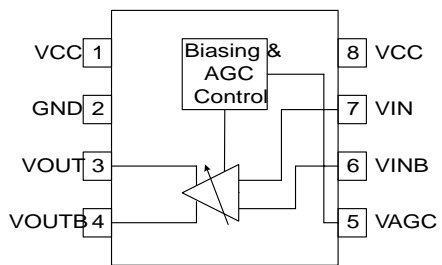 VCC 1
GND 2
VOUT 3
VOUTB 4
Biasing &
AGC
Control
8 VCC
7 VIN
6 VINB
5 VAGC